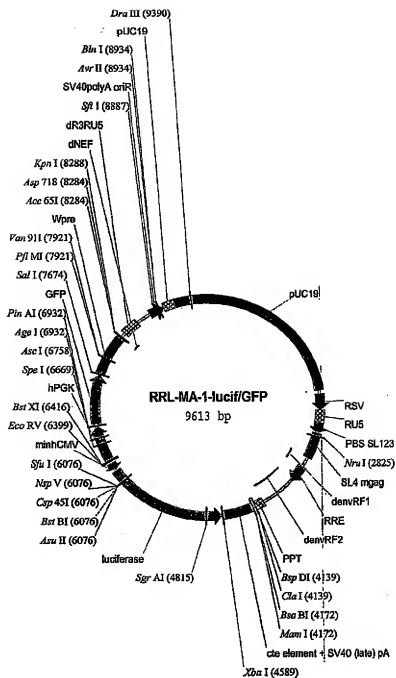 Dra III (9390)
pUC19
Bln I (8934)
Avr II (8934)
SV40polyA oriR
Sfi I (8887)
dR3RU5
dNEF
Kpn I (8288)
Asp 718 (8284)
Acc 65I (8284)
Wpre
Van 91I (7921)
Pfl MI (7921)
Sal I (7674)
GFP
Pin AI (6932)
Age I (6932)
Asc I (6758)
Spe I (6669)
hPGK
Bst XI (6416)
Eco RV (6399)
minhCMV
Sfu I (6076)
Nsp V (6076)
Csp 45I (6076)
Bst BI (6076)
Asu II (6076)
luciferase
Sgr AI (4815)
Xba I (4589)
cte element + SV40 (late) pA
Mam I (4172)
Bsa BI (4172)
Cla I (4139)
Bsp DI (4139)
PPT
denvRF2
RRE
denvRF1
SL4 mgag
Nru I (2825)
PBS SL123
RU5
RSV
pUC19
RRL-MA-1-lucif/GFP
9613 bp